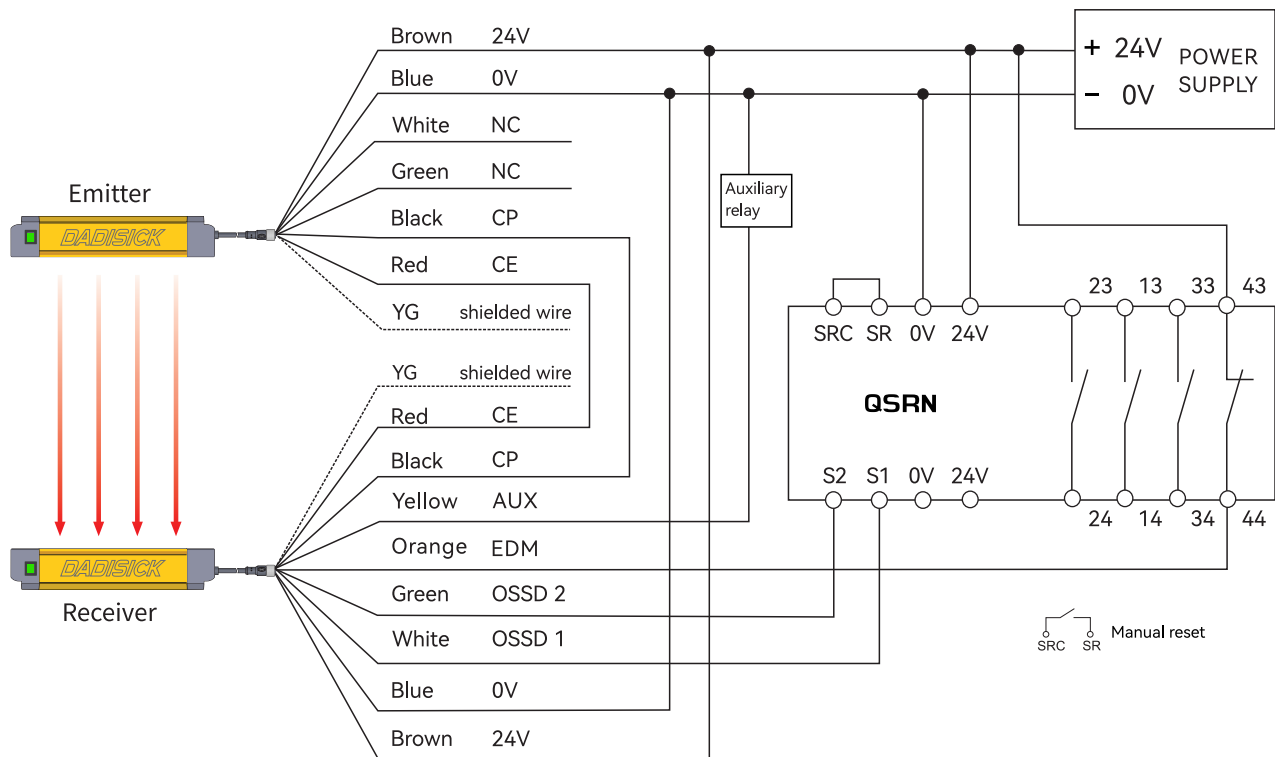 Brown 24V
Blue 0V
White NC
Green NC
Black CP
Red CE
YG shielded wire
Emitter
DADISICK
YG shielded wire
Red CE
Black CP
Yellow AUX
Orange EDM
Green OSSD 2
White OSSD 1
Blue 0V
Brown 24V
DADISICK
Receiver
+ 24V
− 0V
POWER
SUPPLY
Auxiliary
relay
23 13 33 43
SRC SR 0V 24V
QSRN
S2 S1 0V 24V
24 14 34 44
SRC SR
Manual reset